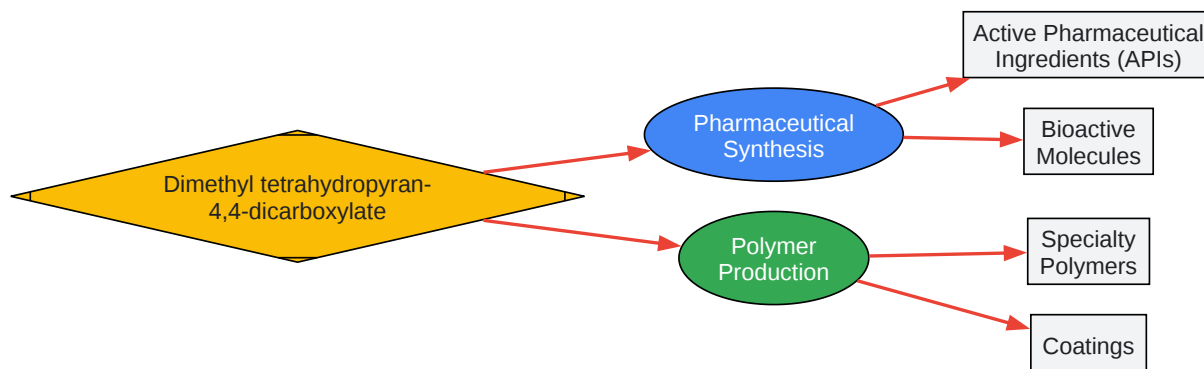 Dimethyl tetrahydropyran-
4,4-dicarboxylate
Pharmaceutical
Synthesis
Polymer
Production
Active Pharmaceutical
Ingredients (APIs)
Bioactive
Molecules
Specialty
Polymers
Coatings